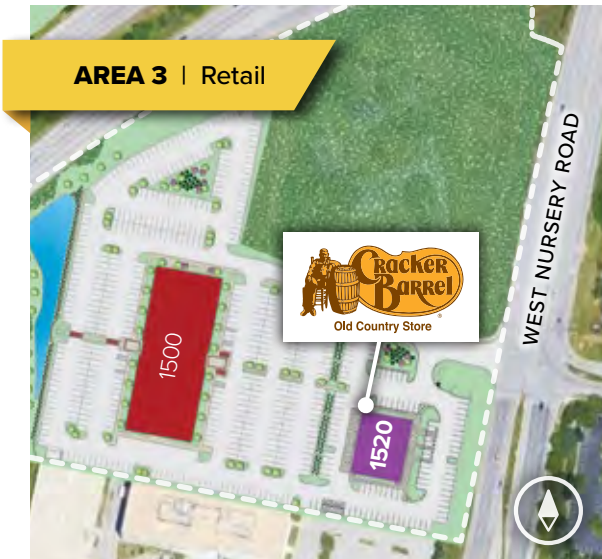 AREA 3 | Retail
WEST NURSERY ROAD
Cracker
Barrel
®
Old Country Store
1500
1520